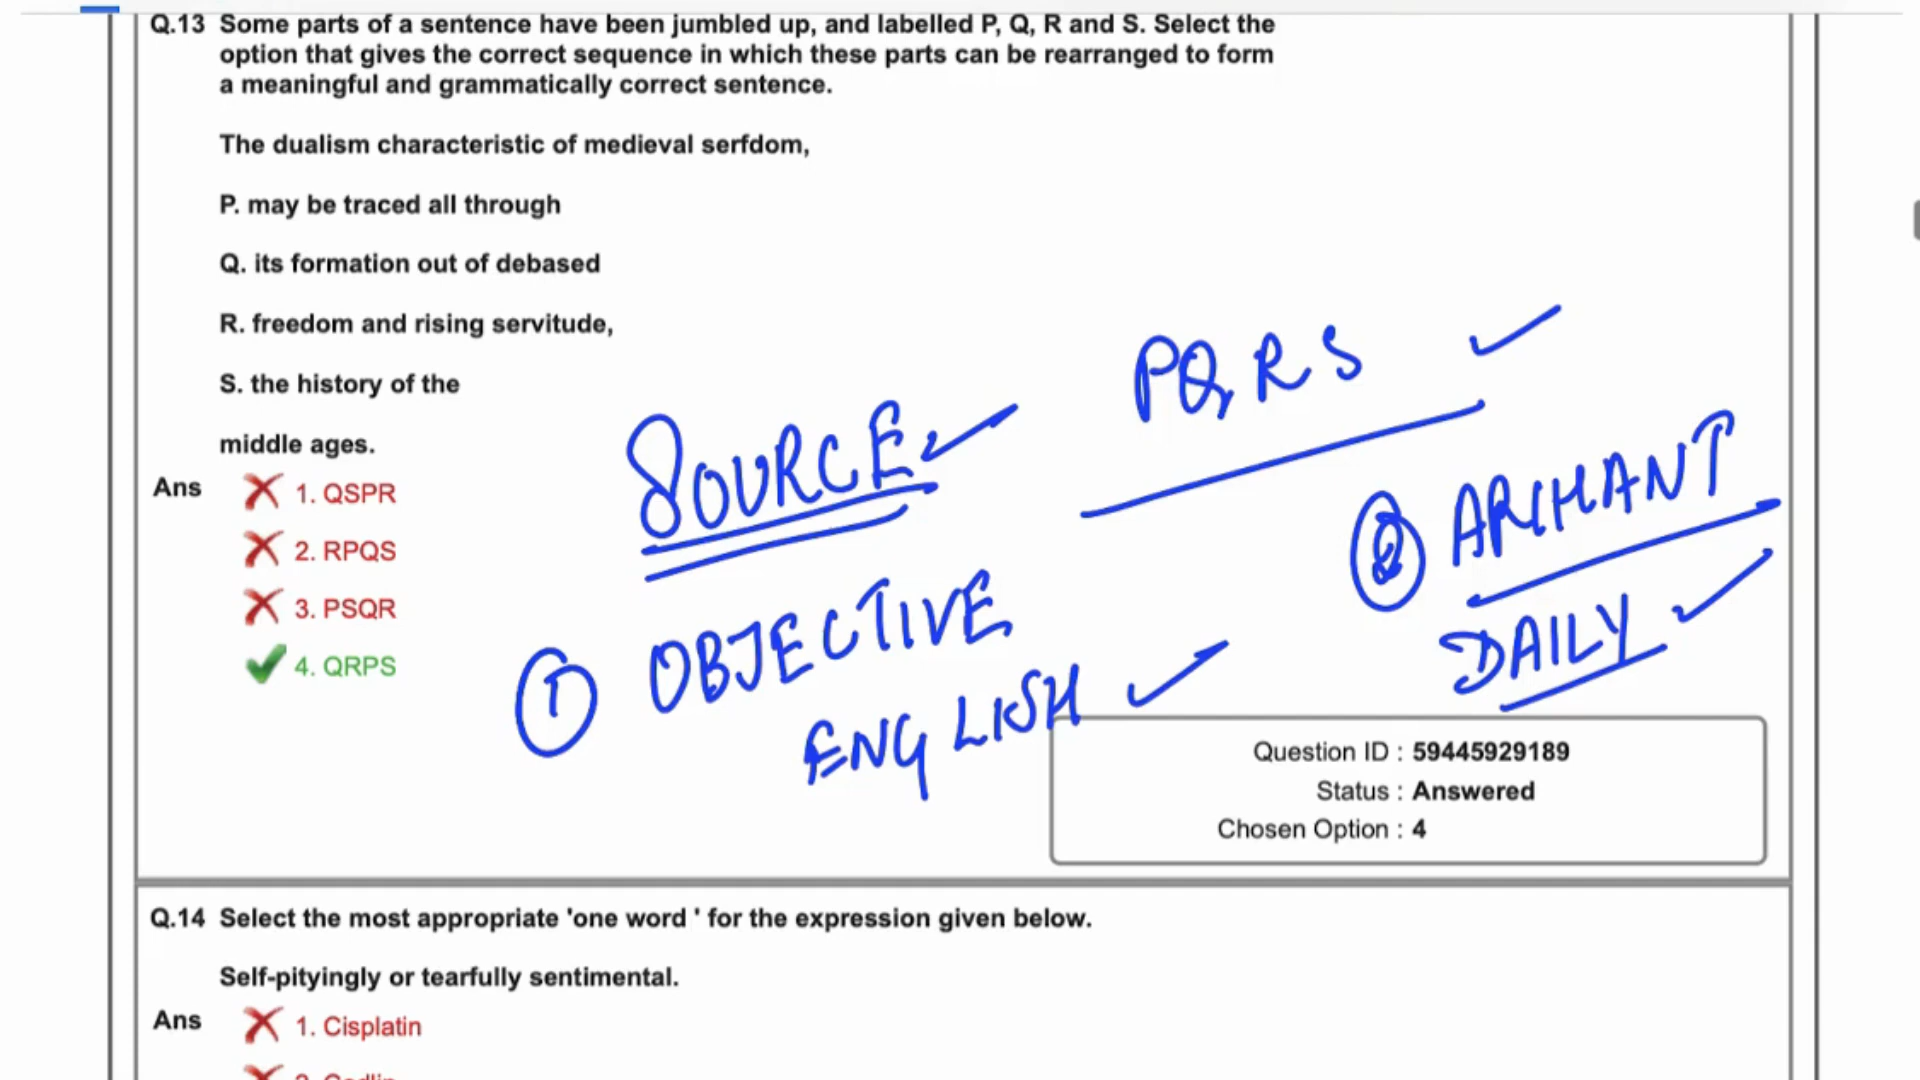 Q.13 Some parts of a sentence have been jumbled up, and labelled P, Q, R and S. Select the
option that gives the correct sequence in which these parts can be rearranged to form
a meaningful and grammatically correct sentence.
The dualism characteristic of medieval serfdom,
P. may be traced all through
Q. its formation out of debased
R. freedom and rising servitude,
S. the history of the
middle ages.
PQRS
SOURCE
② ARIHANT
DAILY
① OBJECTIVE
ENGLISH
Ans 1. QSPR
2. RPQS
3. PSQR
4. QRPS
Question ID : 59445929189
Status : Answered
Chosen Option : 4
Q.14 Select the most appropriate 'one word ' for the expression given below.
Self-pityingly or tearfully sentimental.
Ans 1. Cisplatin